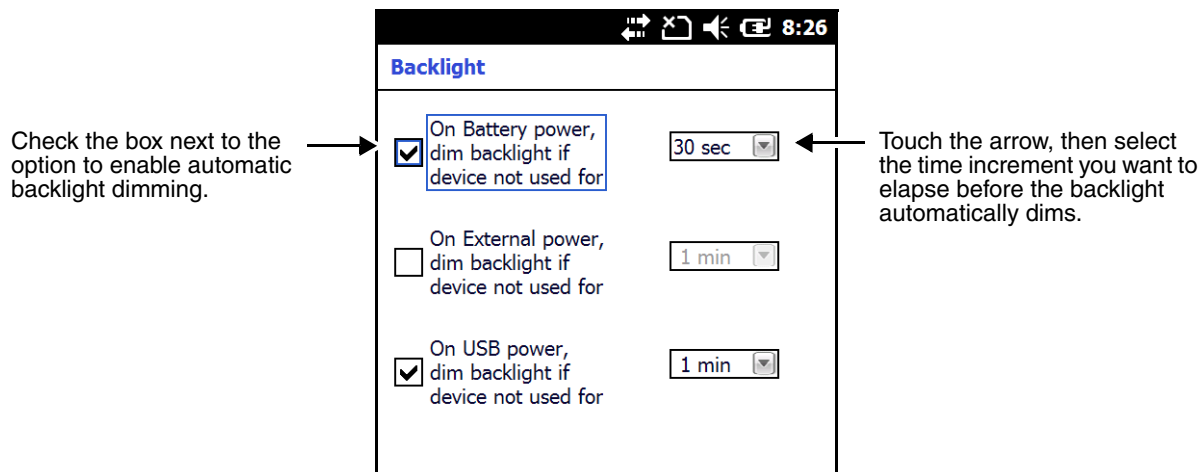 8:26
Backlight
Check the box next to the
option to enable automatic
backlight dimming.
On Battery power,
dim backlight if
device not used for
30 sec
Touch the arrow, then select
the time increment you want to
elapse before the backlight
automatically dims.
On External power,
dim backlight if
device not used for
1 min
On USB power,
dim backlight if
device not used for
1 min